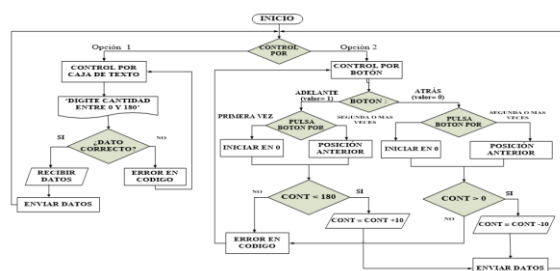 INICIO
Opción 1
CONTROL
POR
Opción 2
CONTROL POR
CAJA DE TEXTO
'DIGITE CANTIDAD
ENTRE 0 Y 180'
¿DATO
CORRECTO?
SI
NO
RECIBIR
DATOS
ERROR EN
CODIGO
ENVIAR DATOS
CONTROL POR
BOTÓN
BOTON :
ADELANTE
(valor= 1)
ATRÁS
(valor= 0)
PRIMERA VEZ
PULSA
BOTON POR
SEGUNDA O MAS
VECES
INICIAR EN 0
POSICIÓN
ANTERIOR
SEGUNDA O MAS
VECES
PULSA
BOTON POR
INICIAR EN 0
POSICIÓN
ANTERIOR
NO
CONT < 180
SI
CONT = CONT +10
ERROR EN
CODIGO
CONT > 0
SI
NO
CONT = CONT -10
ENVIAR DATOS